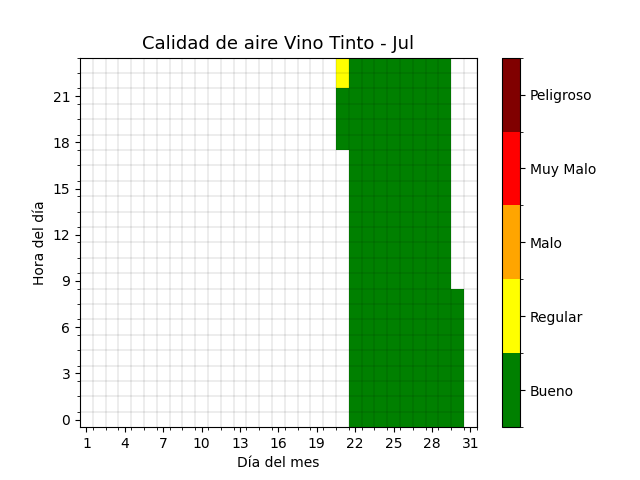 Calidad de aire Vino Tinto - Jul
Hora del día
21
18
15
12
9
6
3
0
1 4 7 10 13 16 19 22 25 28 31
Día del mes
Peligroso
Muy Malo
Malo
Regular
Bueno